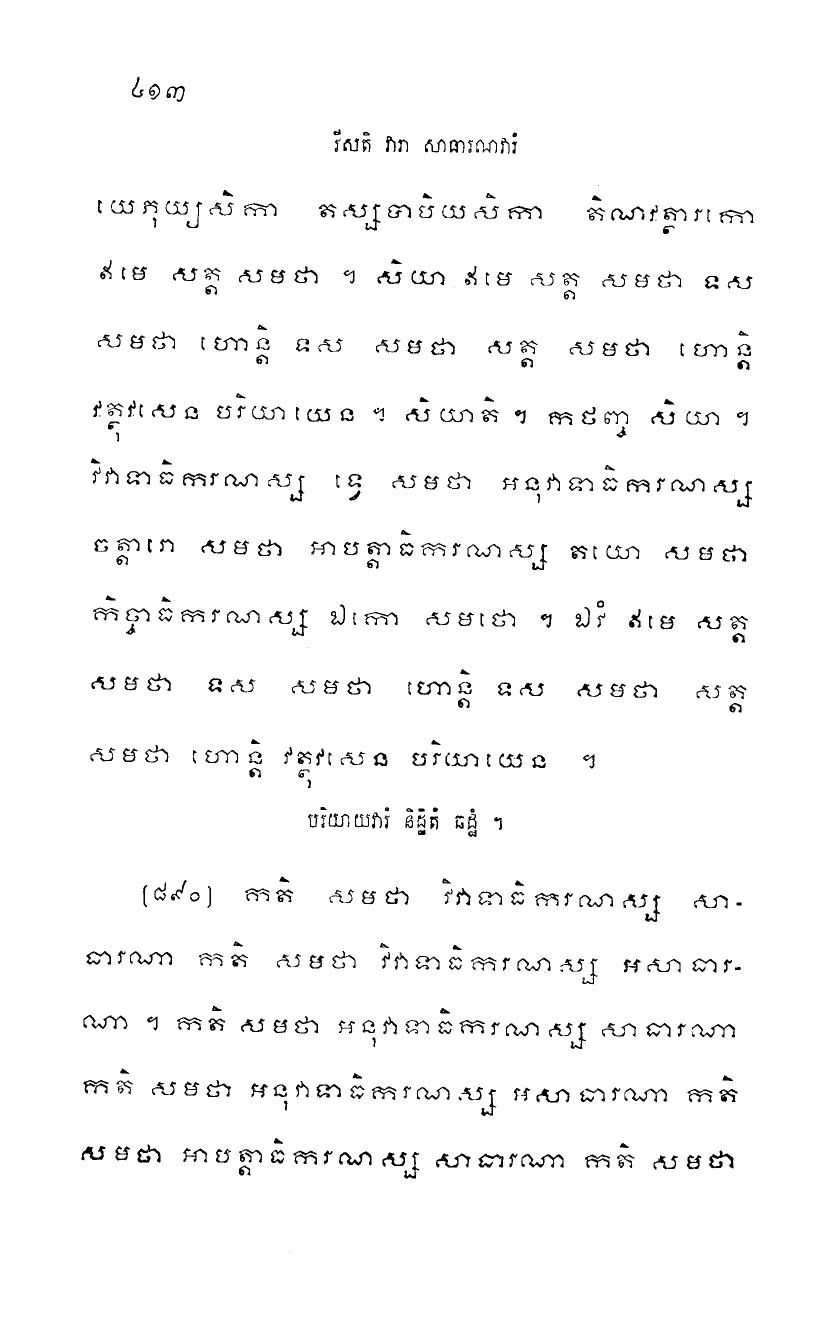 ៤១៣
វីសតិ វារា សាធារណវារំ
យេភុយ្យសិកា តស្សទាបិយសិកា តិណវត្ថារកោ
ឥមេ សត្ត សមថា ។ សិយា ឥមេ សត្ត សមថា ទស
សមថា ហោន្តិ ទស សមថា សត្ត សមថា ហោន្តិ
វត្ថុវសេន បរិយាយេន ។ សិយាតិ ។ កថញ្ច សិយា ។
វិវាទាធិករណស្ស ទ្វេ សមថា អនុវាទាធិករណស្ស
ចត្តារោ សមថា អាបត្តាធិករណស្ស តយោ សមថា
កិច្ចាធិករណស្ស ឯកោ សមថោ ។ ឯវំ ឥមេ សត្ត
សមថា ទស សមថា ហោន្តិ ទស សមថា សត្ត
សមថា ហោន្តិ វត្ថុវសេន បរិយាយេន ។
បរិយាយវារំ និដ្ឋិតំ ឆដ្ឋំ ។
(៨៩០) កតិ សមថា វិវាទាធិករណស្ស សា-
ធារណា កតិ សមថា វិវាទាធិករណស្ស អសាធារ-
ណា ។ កតិ សមថា អនុវាទាធិករណស្ស សាធារណា
កតិ សមថា អនុវាទាធិករណស្ស អសាធារណា កតិ
សមថា អាបត្តាធិករណស្ស សាធារណា កតិ សមថា